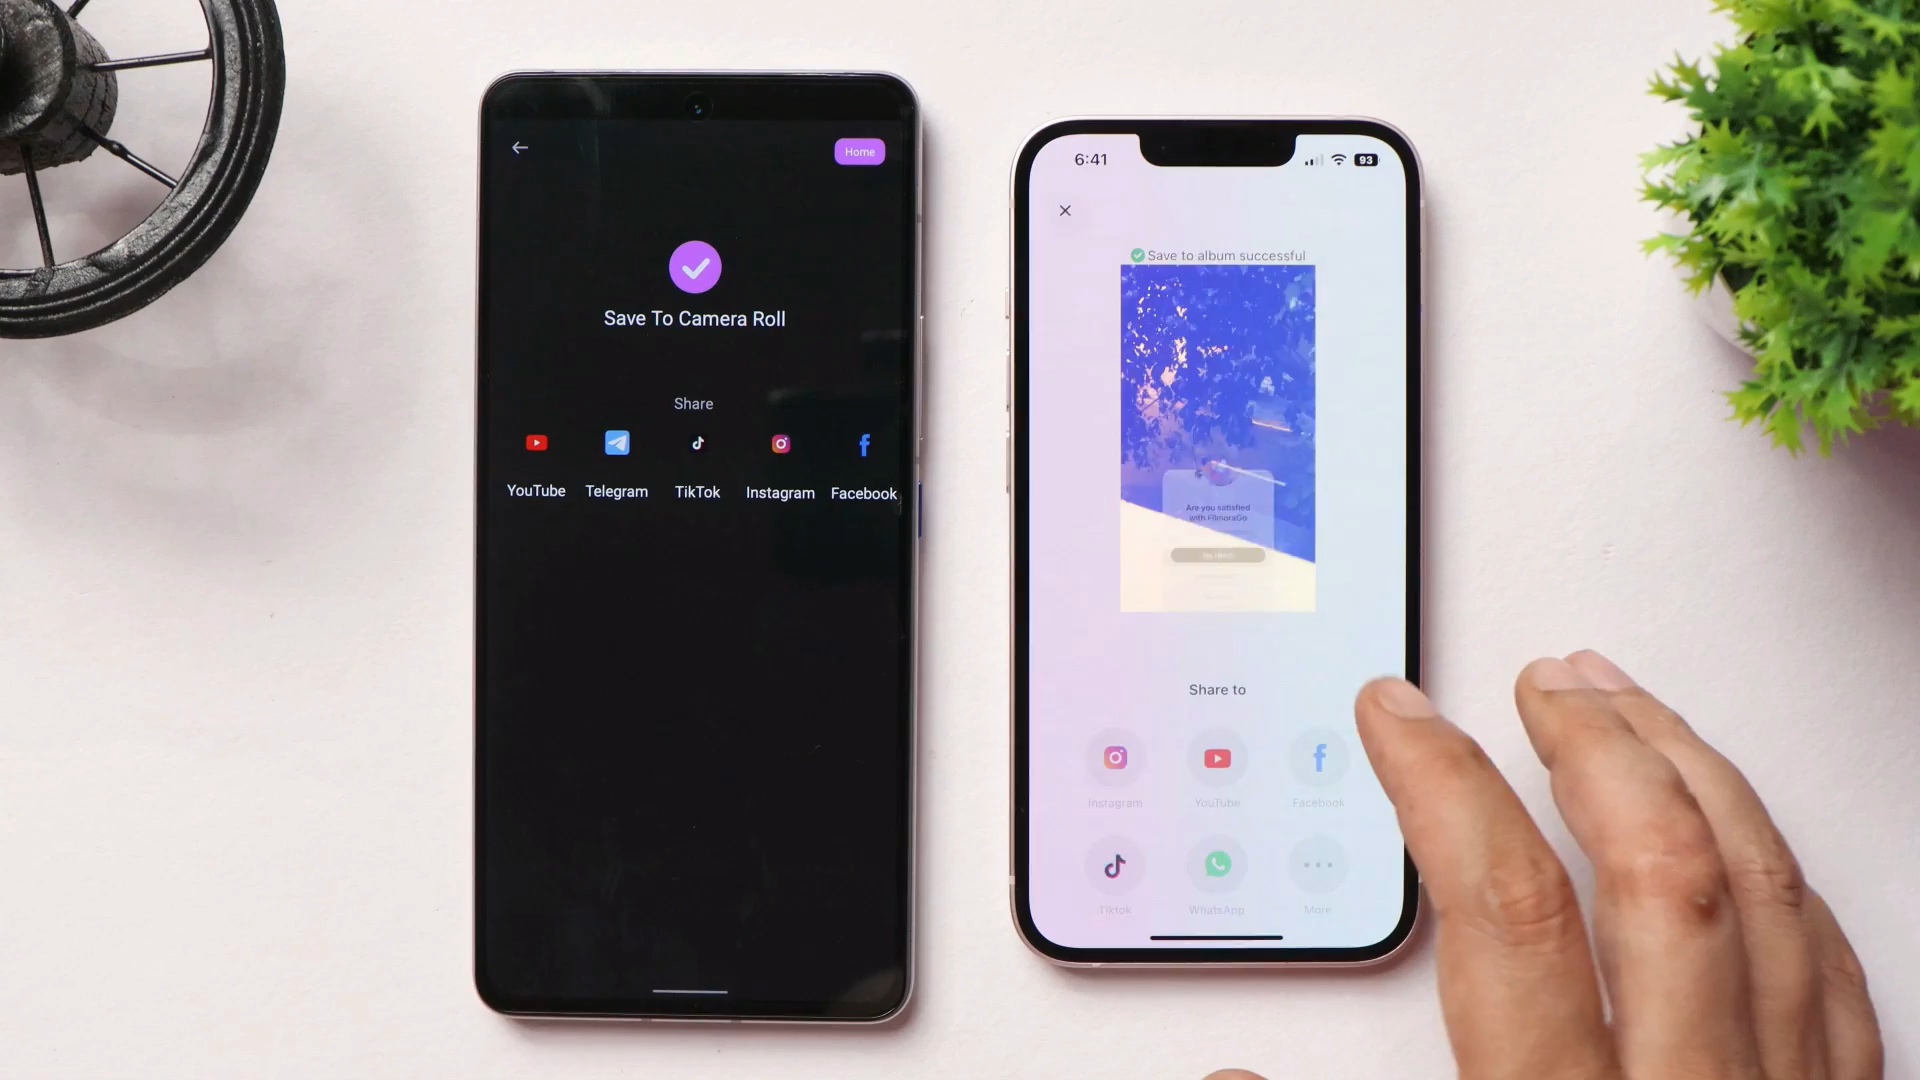 Home
Save To Camera Roll
Share
YouTube Telegram TikTok Instagram Facebook
6:41
93
Save to album successful
Are you satisfied
with FilmoraGo
Share to
Instagram YouTube Facebook
Tiktok WhatsApp More